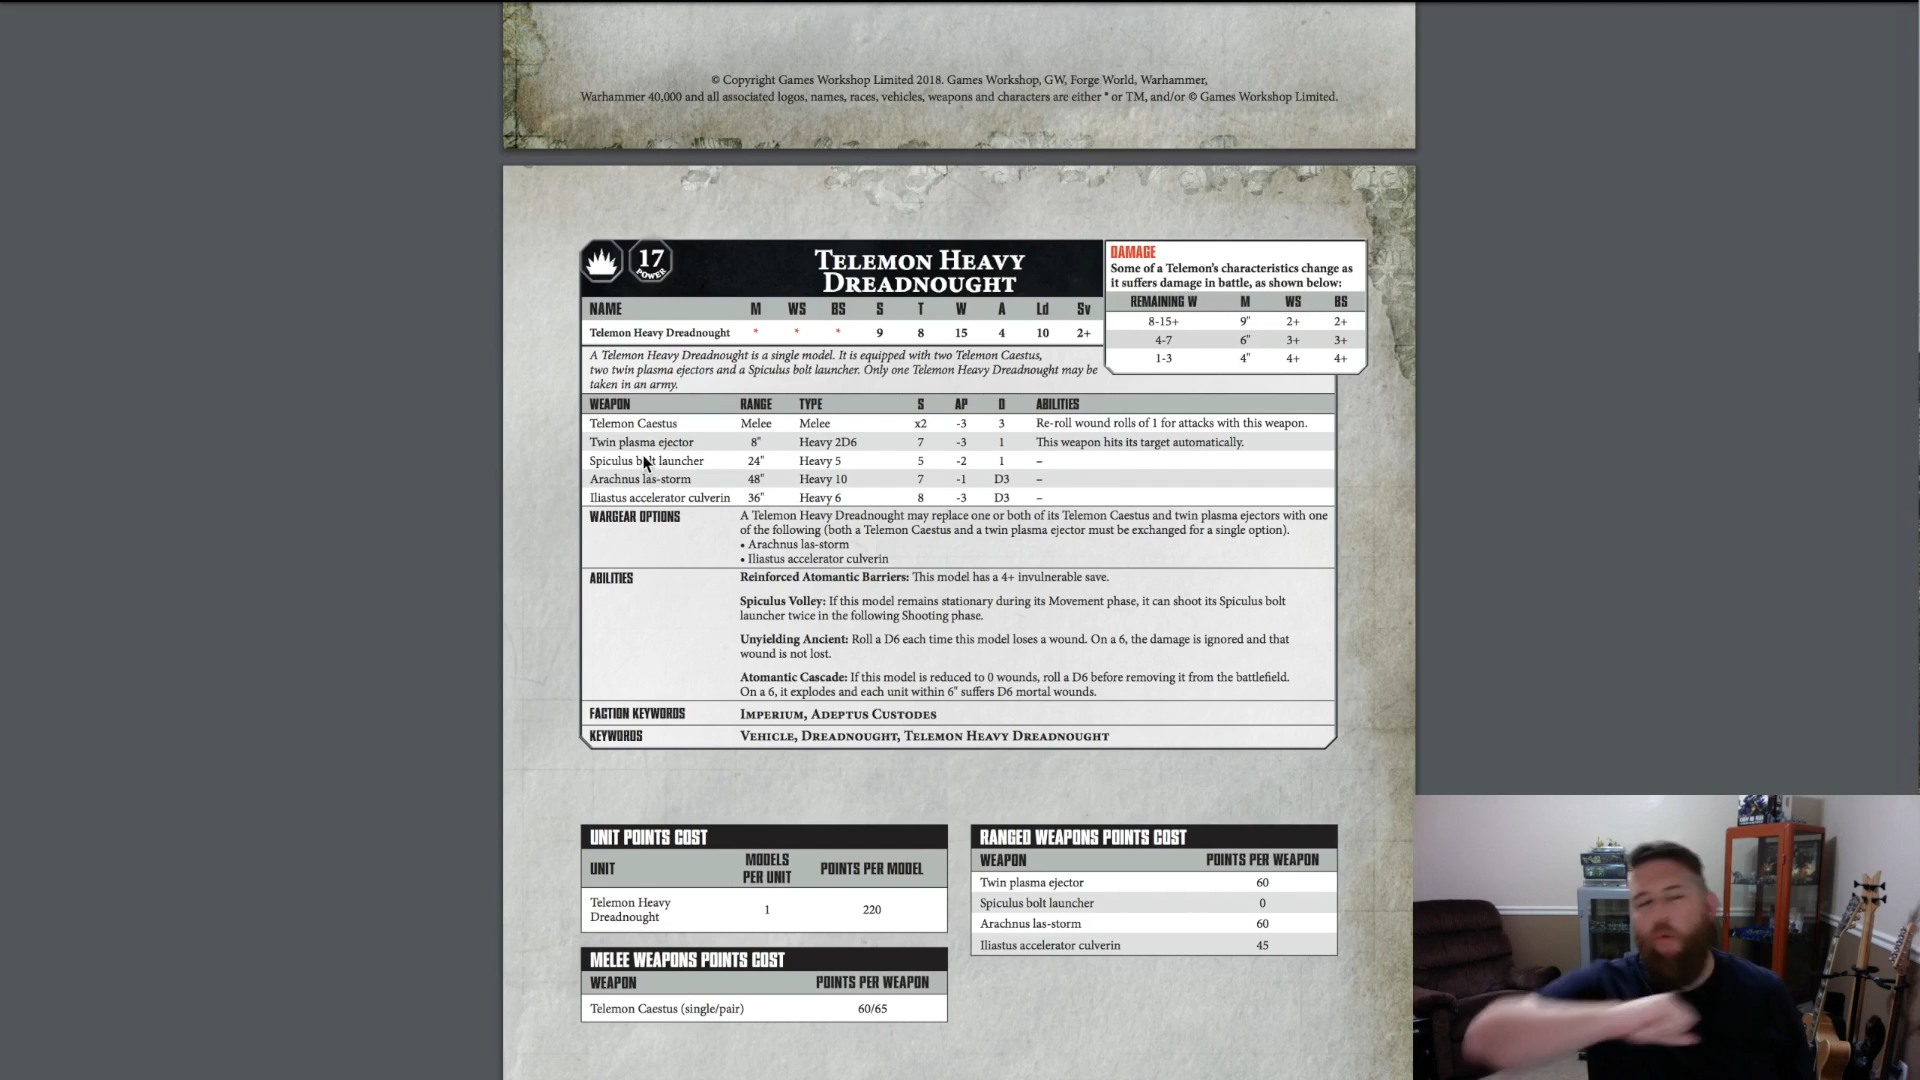 © Copyright Games Workshop Limited 2018. Games Workshop, GW, Forge World, Warhammer,
Warhammer 40,000 and all associated logos, names, races, vehicles, weapons and characters are either * or TM, and/or © Games Workshop Limited.
17
POWER
TELEMON HEAVY
DREADNOUGHT
NAME M WS BS S T W A Ld Sv
Telemon Heavy Dreadnought * * * 9 8 15 4 10 2+
A Telemon Heavy Dreadnought is a single model. It is equipped with two Telemon Caestus,
two twin plasma ejectors and a Spiculus bolt launcher. Only one Telemon Heavy Dreadnought may be
taken in an army.
DAMAGE
Some of a Telemon's characteristics change as
it suffers damage in battle, as shown below:
REMAINING W M WS BS
8-15+ 9" 2+ 2+
4-7 6" 3+ 3+
1-3 4" 4+ 4+
WEAPON RANGE TYPE S AP D ABILITIES
Telemon Caestus Melee Melee x2 -3 3 Re-roll wound rolls of 1 for attacks with this weapon.
Twin plasma ejector 8" Heavy 2D6 7 -3 1 This weapon hits its target automatically.
Spiculus bolt launcher 24" Heavy 5 5 -2 1 –
Arachnus las-storm 48" Heavy 10 7 -1 D3 –
Iliastus accelerator culverin 36" Heavy 6 8 -3 D3 –
WARGEAR OPTIONS A Telemon Heavy Dreadnought may replace one or both of its Telemon Caestus and twin plasma ejectors with one
of the following (both a Telemon Caestus and a twin plasma ejector must be exchanged for a single option).
• Arachnus las-storm
• Iliastus accelerator culverin
ABILITIES Reinforced Atomantic Barriers: This model has a 4+ invulnerable save.
Spiculus Volley: If this model remains stationary during its Movement phase, it can shoot its Spiculus bolt
launcher twice in the following Shooting phase.
Unyielding Ancient: Roll a D6 each time this model loses a wound. On a 6, the damage is ignored and that
wound is not lost.
Atomantic Cascade: If this model is reduced to 0 wounds, roll a D6 before removing it from the battlefield.
On a 6, it explodes and each unit within 6" suffers D6 mortal wounds.
FACTION KEYWORDS IMPERIUM, ADEPTUS CUSTODES
KEYWORDS VEHICLE, DREADNOUGHT, TELEMON HEAVY DREADNOUGHT
UNIT POINTS COST
UNIT MODELS PER UNIT POINTS PER MODEL
Telemon Heavy Dreadnought 1 220
MELEE WEAPONS POINTS COST
WEAPON POINTS PER WEAPON
Telemon Caestus (single/pair) 60/65
RANGED WEAPONS POINTS COST
WEAPON POINTS PER WEAPON
Twin plasma ejector 60
Spiculus bolt launcher 0
Arachnus las-storm 60
Iliastus accelerator culverin 45